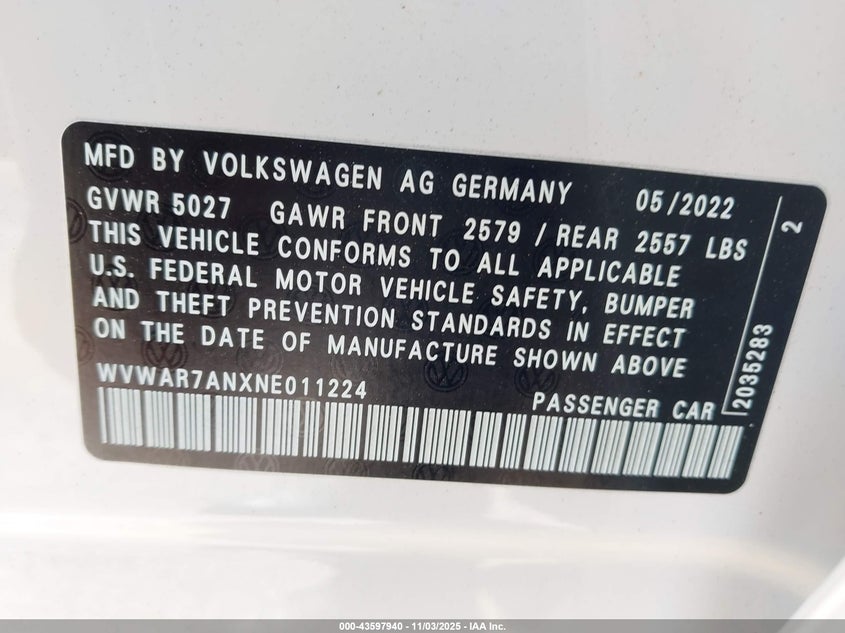 MFD BY VOLKSWAGEN AG GERMANY 05/2022
GVWR 5027 GAWR FRONT 2579 / REAR 2557 LBS
THIS VEHICLE CONFORMS TO ALL APPLICABLE
U.S. FEDERAL MOTOR VEHICLE SAFETY, BUMPER
AND THEFT PREVENTION STANDARDS IN EFFECT
ON THE DATE OF MANUFACTURE SHOWN ABOVE
WVWAR7ANXNE011224
PASSENGER CAR
2035283 2
000-43597940 - 11/03/2025 - IAA Inc.